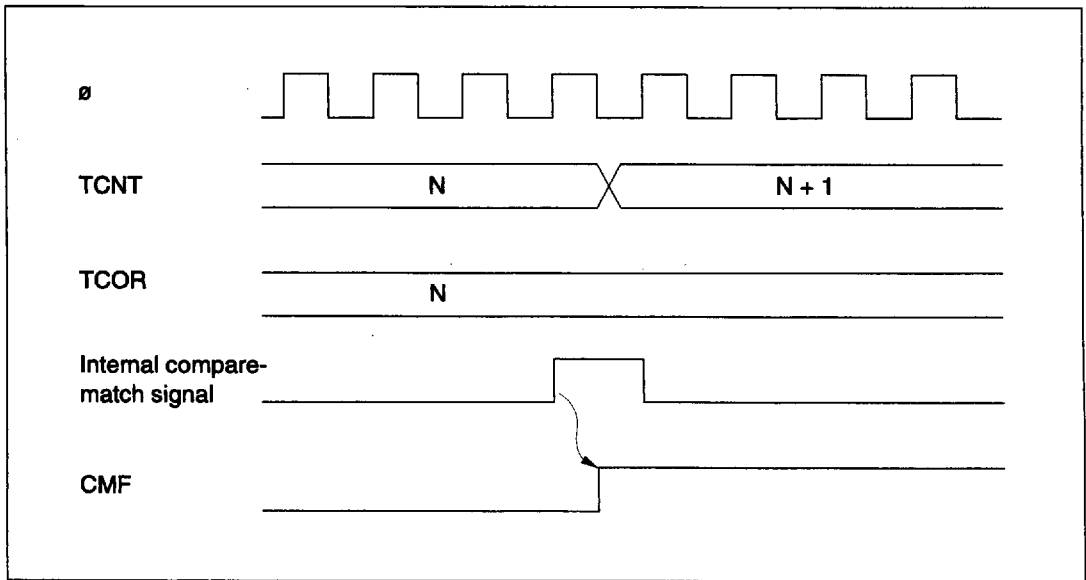 ø
TCNT
N
N + 1
TCOR
N
Internal compare-
match signal
CMF